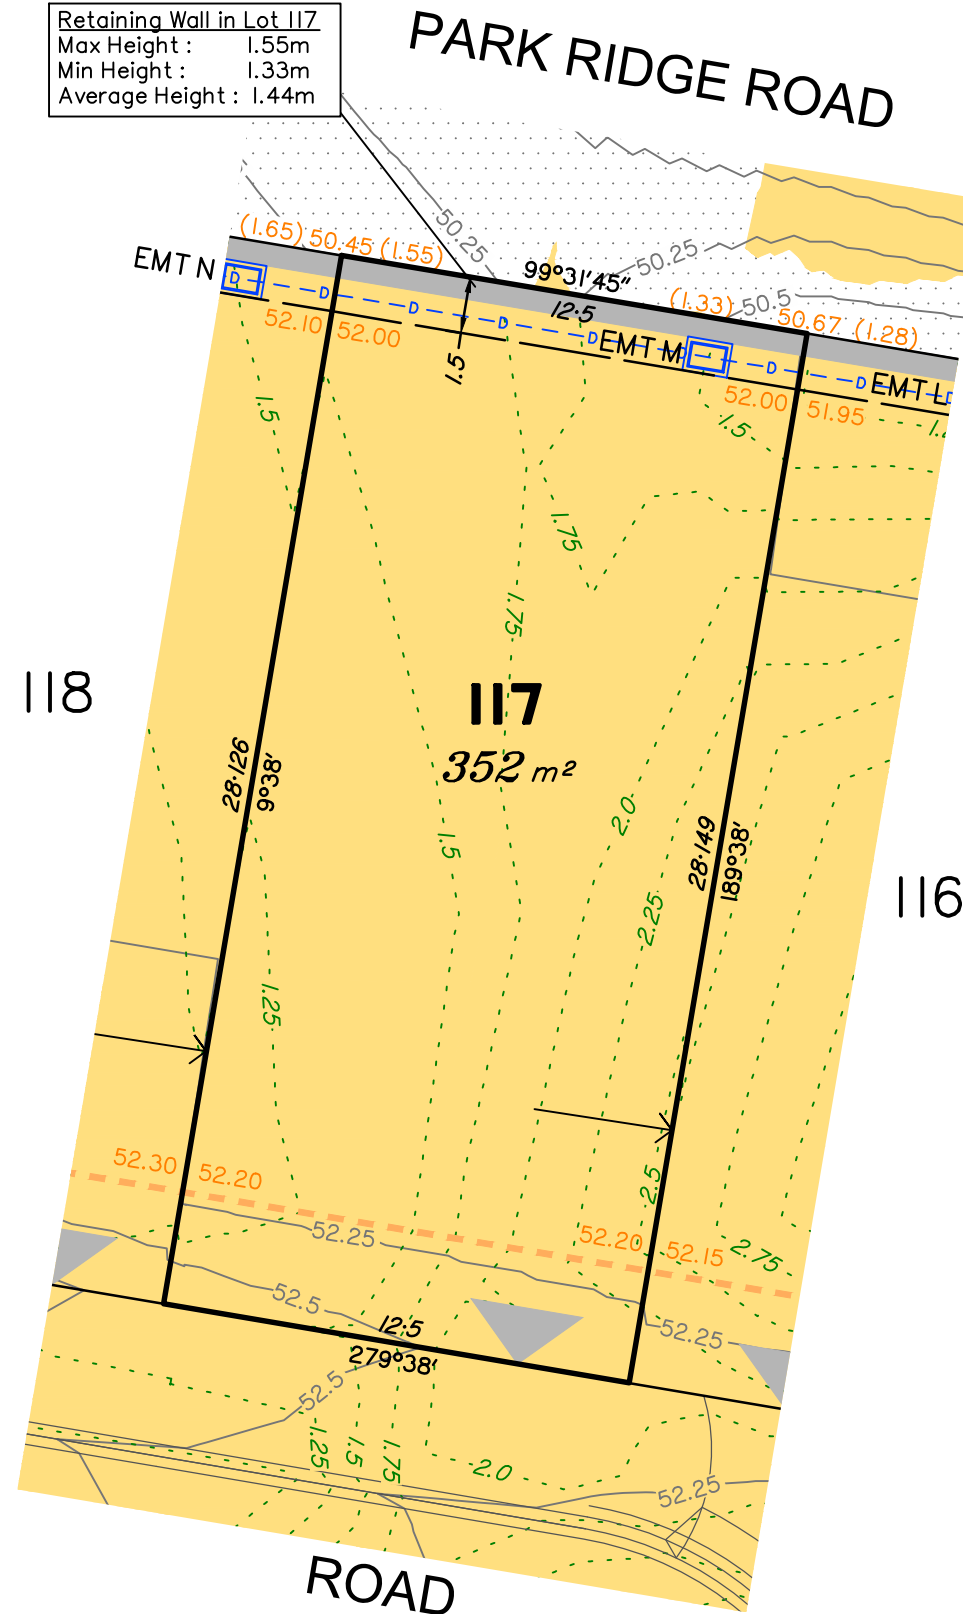 Retaining Wall in Lot 117
Max Height : 1.55m
Min Height : 1.33m
Average Height : 1.44m
PARK RIDGE ROAD
50.25
50.25
(1.65) 50.45 (1.55)
EMT N
D
99°31'45"
12·5
(1.33)
50.5
50.67 (1.28)
D
D
D
D
EMT M
D
D
EMT L
D
52.10
52.00
1.5
52.00
51.95
1.5
1.5
1.75
1.75
118
117
352 m²
28·126
9°38'
2.0
28·149
189°38'
1.5
116
2.25
1.25
52.30
52.20
2.5
52.25
52.20
52.15
2.75
52.5
12·5
279°38'
52.25
52.5
1.25
1.5
1.75
2.0
52.25
ROAD